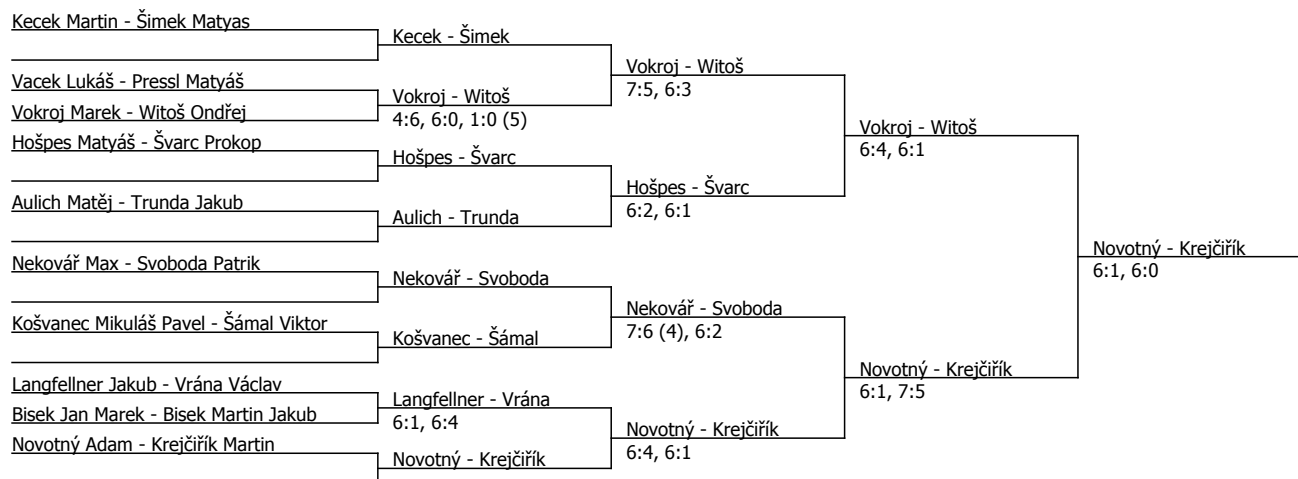 Kecek Martin - Šimek Matyas
Kecek - Šimek
Vacek Lukáš - Pressl Matyáš
Vokroj - Witoš
7:5, 6:3
Vokroj - Witoš
4:6, 6:0, 1:0 (5)
Vokroj Marek - Witoš Ondřej
Hošpes Matyáš - Švarc Prokop
Vokroj - Witoš
6:4, 6:1
Hošpes - Švarc
Hošpes - Švarc
6:2, 6:1
Aulich Matěj - Trunda Jakub
Aulich - Trunda
Novotný - Krejčiřík
6:1, 6:0
Nekovář Max - Svoboda Patrik
Nekovář - Svoboda
Nekovář - Svoboda
7:6 (4), 6:2
Košvanec Mikuláš Pavel - Šámal Viktor
Košvanec - Šámal
Novotný - Krejčiřík
6:1, 7:5
Langfellner Jakub - Vrána Václav
Langfellner - Vrána
6:1, 6:4
Bisek Jan Marek - Bisek Martin Jakub
Novotný - Krejčiřík
6:4, 6:1
Novotný Adam - Krejčiřík Martin
Novotný - Krejčiřík